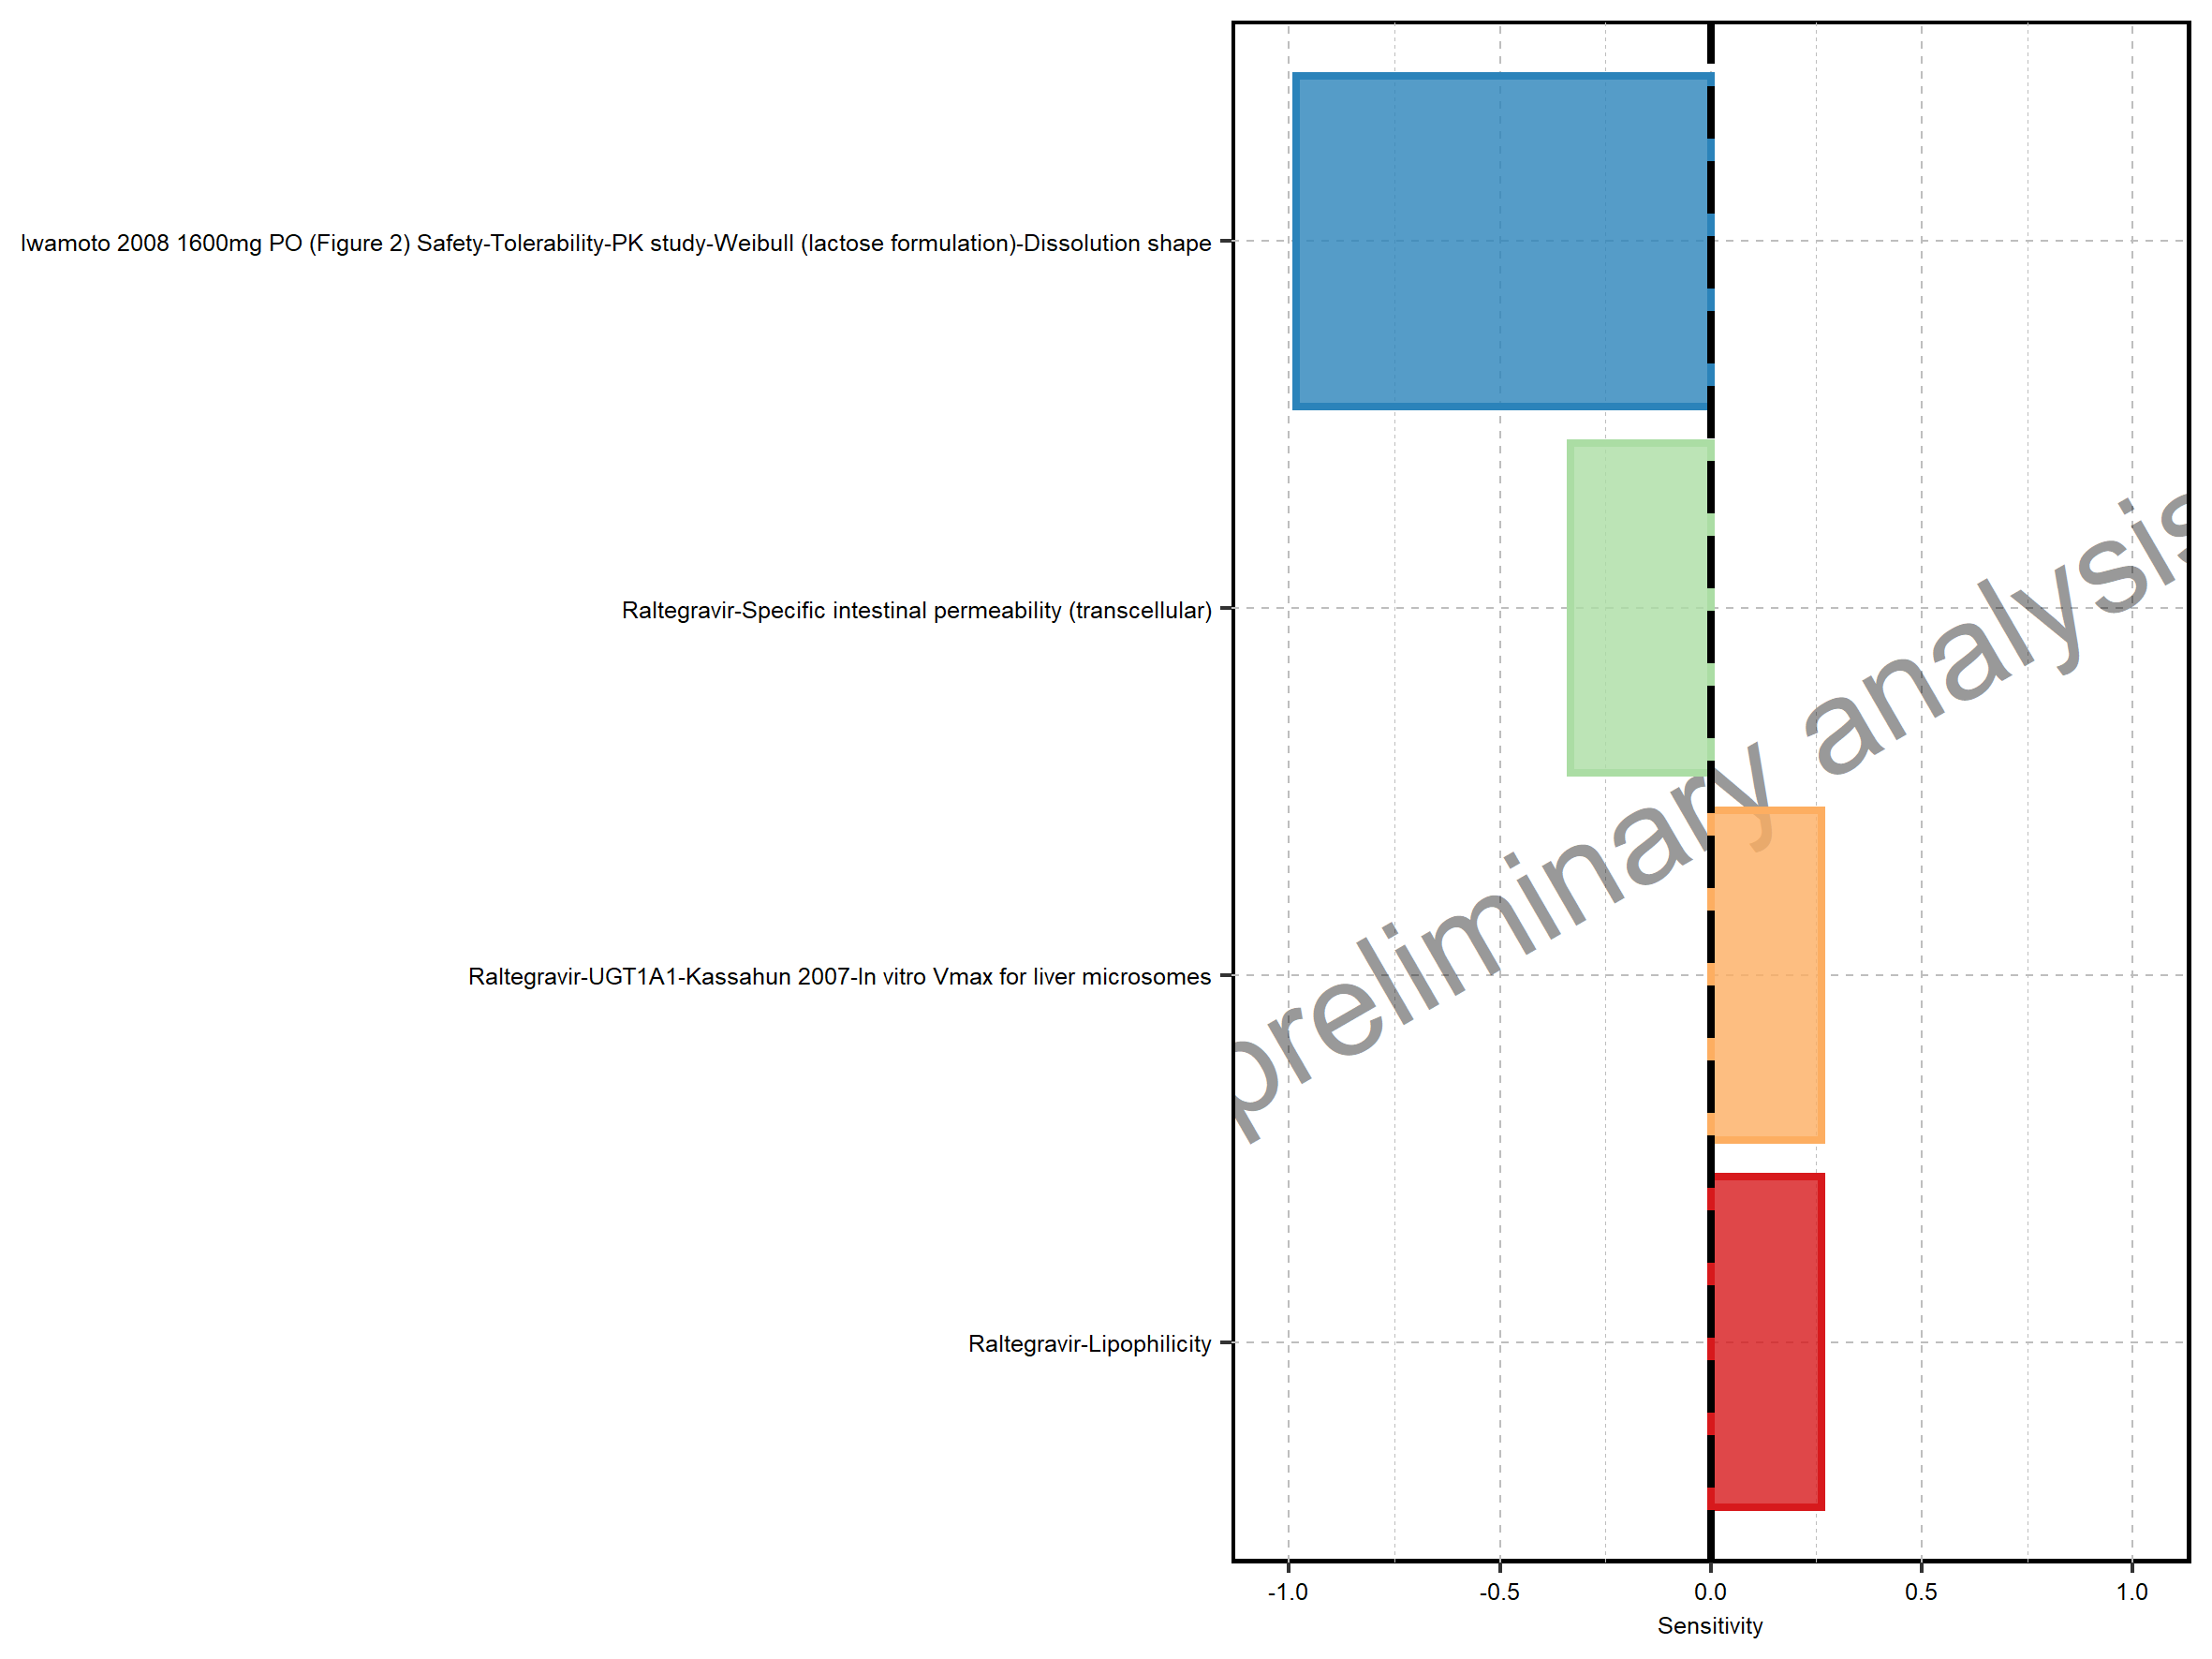 Iwamoto 2008 1600mg PO (Figure 2) Safety-Tolerability-PK study-Weibull (lactose formulation)-Dissolution shape
Raltegravir-Specific intestinal permeability (transcellular)
Raltegravir-UGT1A1-Kassahun 2007-In vitro Vmax for liver microsomes
Raltegravir-Lipophilicity
preliminary analysis
-1.0 -0.5 0.0 0.5 1.0
Sensitivity